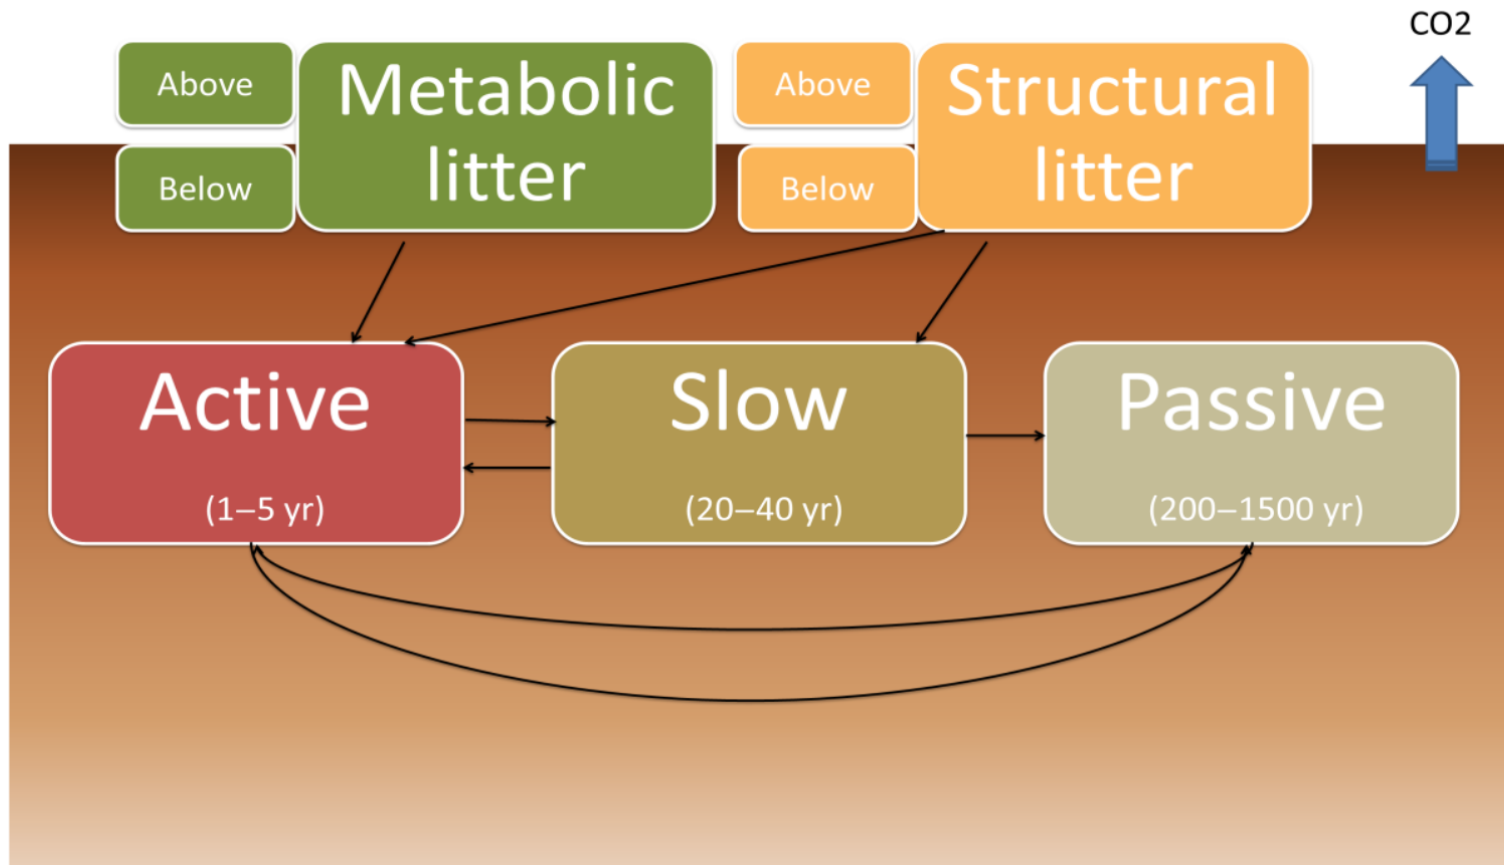 CO2
Above
Metabolic
litter
Below
Above
Structural
litter
Below
Active
(1–5 yr)
Slow
(20–40 yr)
Passive
(200–1500 yr)